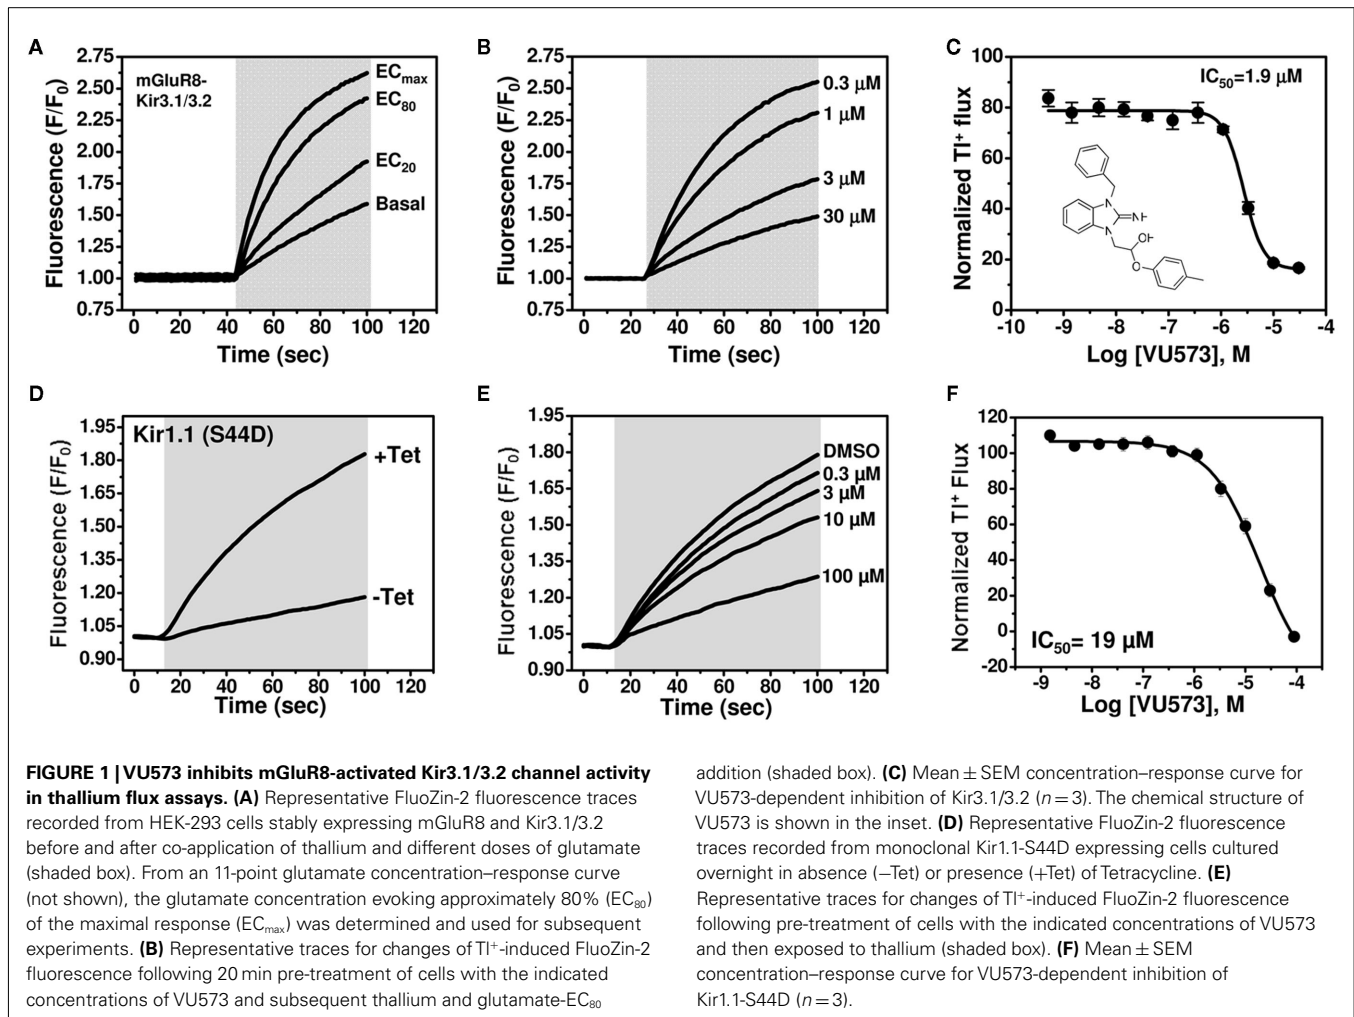 A
Fluorescence (F/F0)
2.75
2.50
2.25
2.00
1.75
1.50
1.25
1.00
0.75
mGluR8-
Kir3.1/3.2
ECmax
EC80
EC20
Basal
0 20 40 60 80 100 120
Time (sec)
B
Fluorescence (F/F0)
2.75
2.50
2.25
2.00
1.75
1.50
1.25
1.00
0.75
0.3 µM
1 µM
3 µM
30 µM
0 20 40 60 80 100 120
Time (sec)
C
Normalized Tl+ flux
100
80
60
40
20
0
IC50=1.9 µM
N
N
OH
O
-10 -9 -8 -7 -6 -5 -4
Log [VU573], M
D
Fluorescence (F/F0)
1.95
1.80
1.65
1.50
1.35
1.20
1.05
0.90
Kir1.1 (S44D)
+Tet
-Tet
0 20 40 60 80 100 120
Time (sec)
E
Fluorescence (F/F0)
1.95
1.80
1.65
1.50
1.35
1.20
1.05
0.90
DMSO
0.3 µM
3 µM
10 µM
100 µM
0 20 40 60 80 100 120
Time (sec)
F
Normalized Tl+ Flux
120
100
80
60
40
20
0
-20
IC50= 19 µM
-9 -8 -7 -6 -5 -4
Log [VU573], M
FIGURE 1 | VU573 inhibits mGluR8-activated Kir3.1/3.2 channel activity
in thallium flux assays. (A) Representative FluoZin-2 fluorescence traces
recorded from HEK-293 cells stably expressing mGluR8 and Kir3.1/3.2
before and after co-application of thallium and different doses of glutamate
(shaded box). From an 11-point glutamate concentration–response curve
(not shown), the glutamate concentration evoking approximately 80% (EC80)
of the maximal response (ECmax) was determined and used for subsequent
experiments. (B) Representative traces for changes of Tl+-induced FluoZin-2
fluorescence following 20 min pre-treatment of cells with the indicated
concentrations of VU573 and subsequent thallium and glutamate-EC80
addition (shaded box). (C) Mean ± SEM concentration–response curve for
VU573-dependent inhibition of Kir3.1/3.2 (n = 3). The chemical structure of
VU573 is shown in the inset. (D) Representative FluoZin-2 fluorescence
traces recorded from monoclonal Kir1.1-S44D expressing cells cultured
overnight in absence (−Tet) or presence (+Tet) of Tetracycline. (E)
Representative traces for changes of Tl+-induced FluoZin-2 fluorescence
following pre-treatment of cells with the indicated concentrations of VU573
and then exposed to thallium (shaded box). (F) Mean ± SEM
concentration–response curve for VU573-dependent inhibition of
Kir1.1-S44D (n = 3).